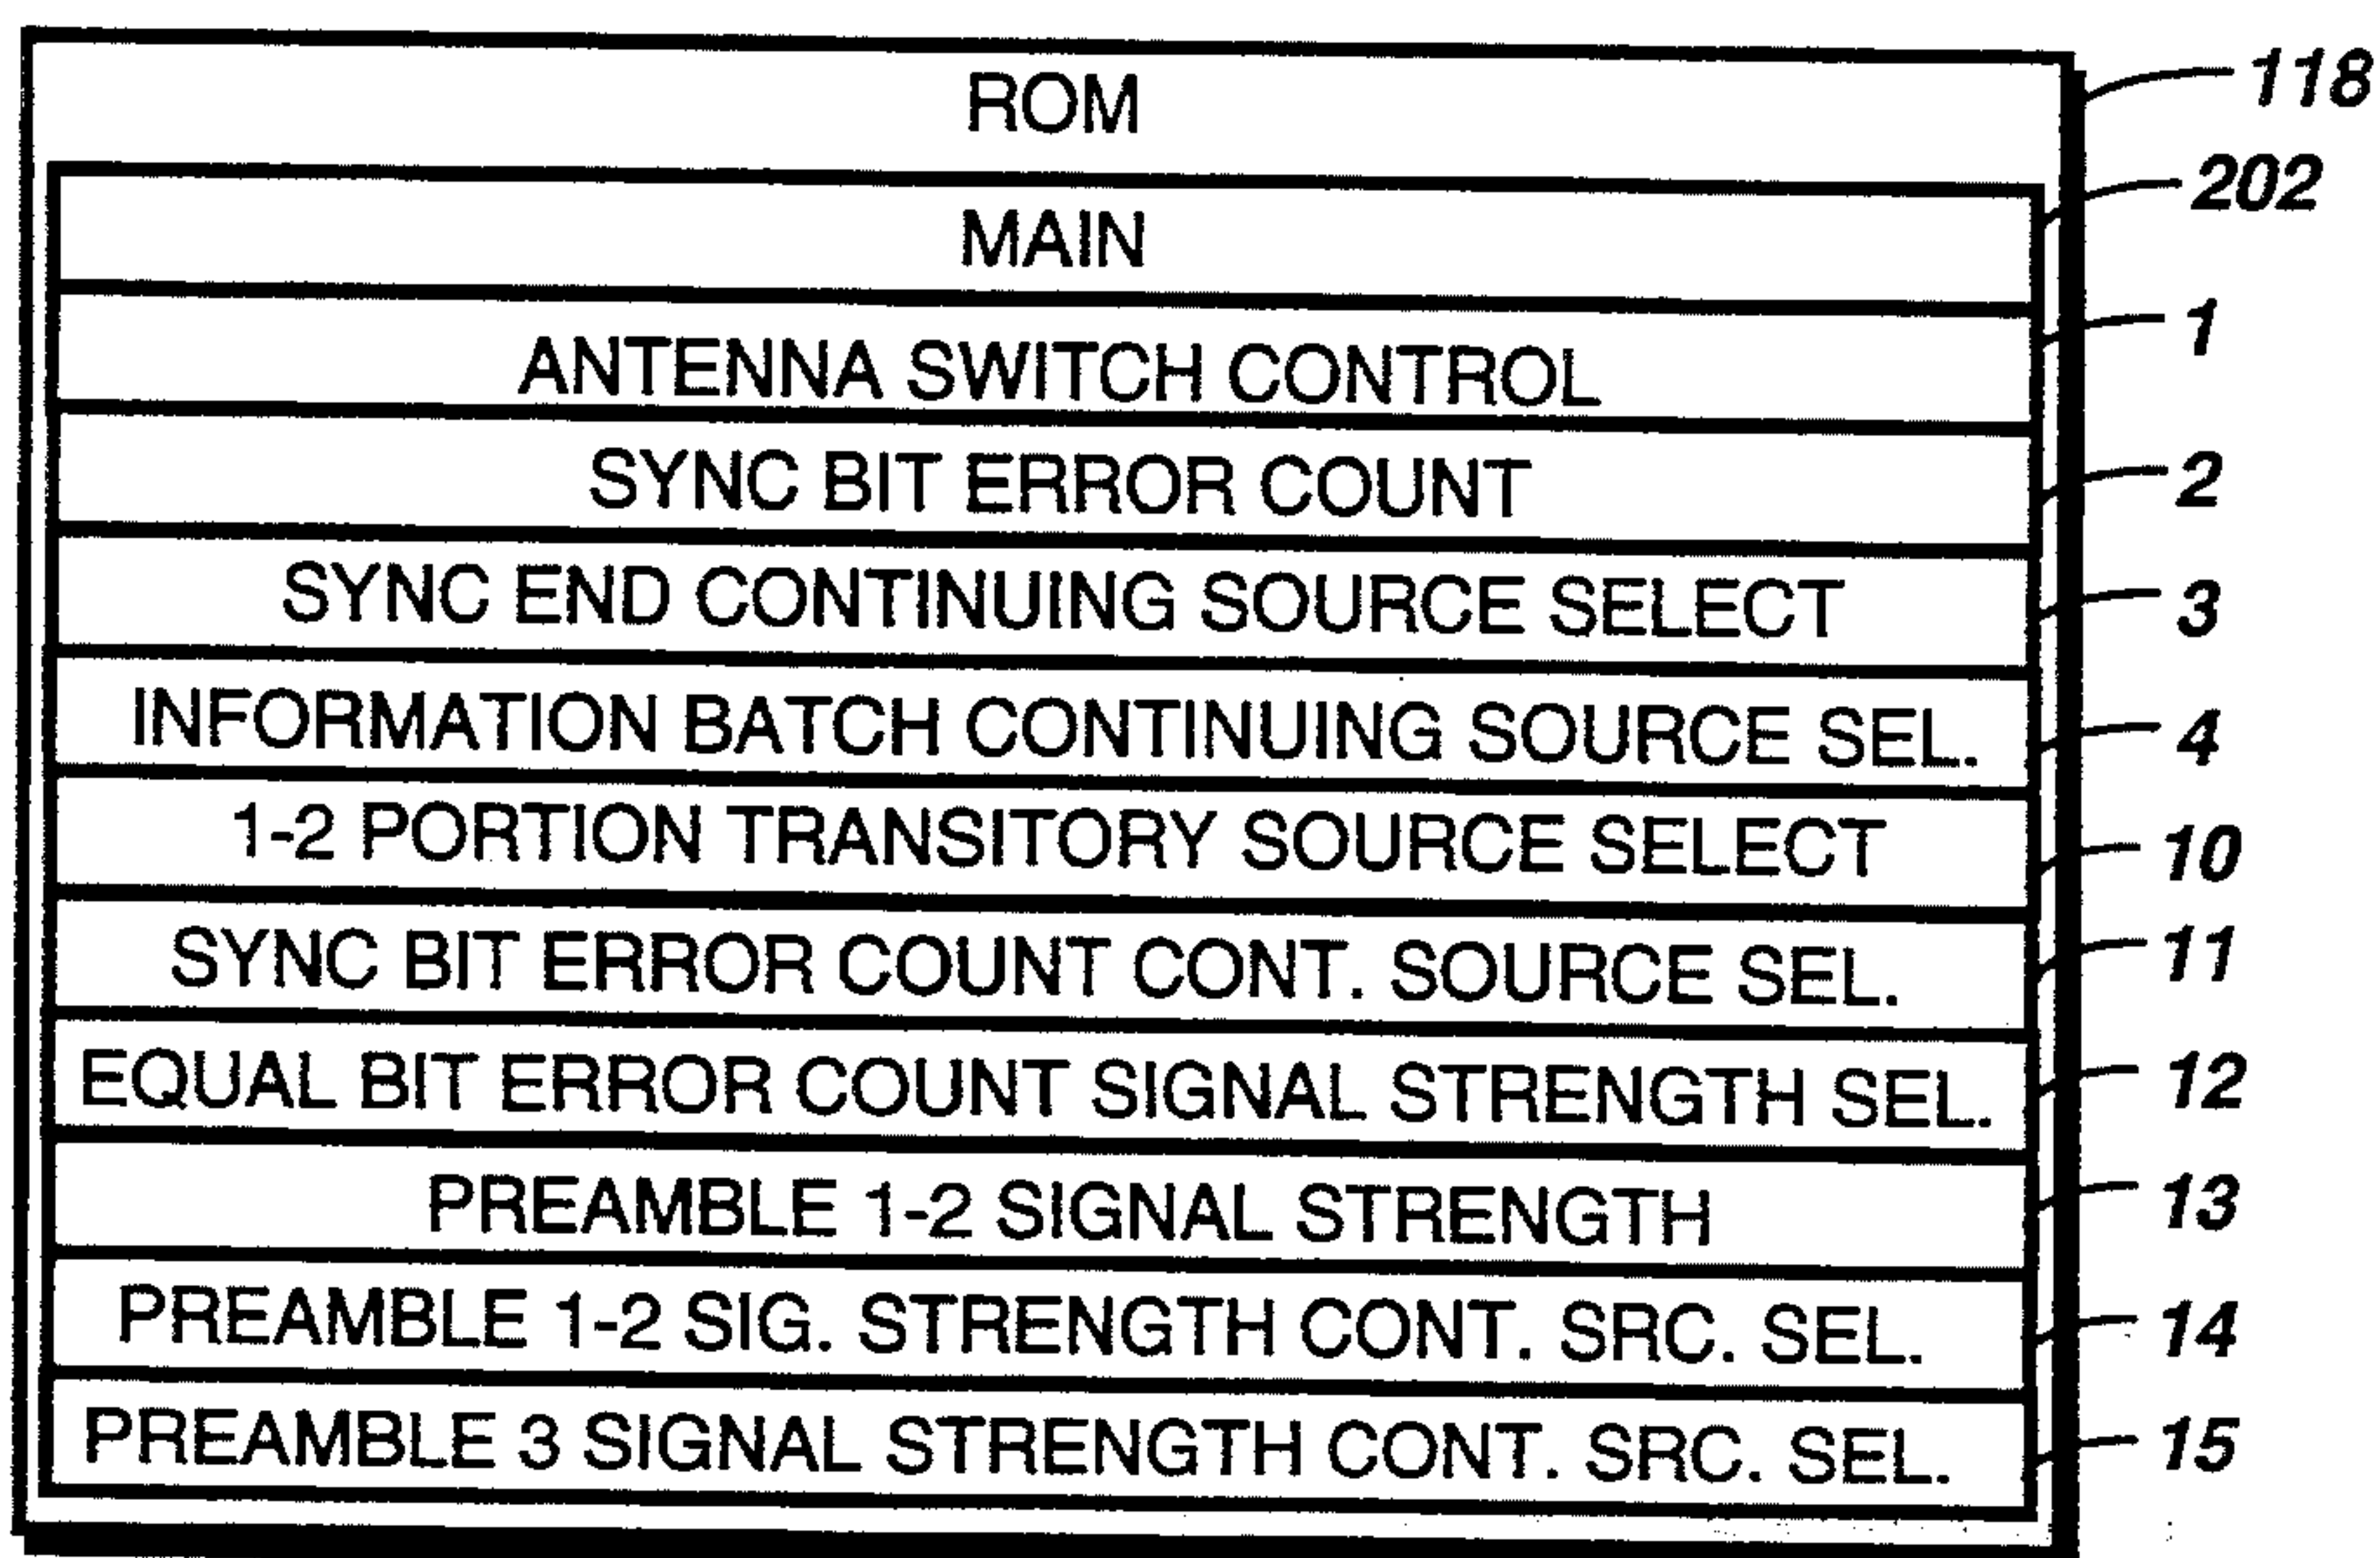 ROM 118
MAIN 202
ANTENNA SWITCH CONTROL 1
SYNC BIT ERROR COUNT 2
SYNC END CONTINUING SOURCE SELECT 3
INFORMATION BATCH CONTINUING SOURCE SEL. 4
1-2 PORTION TRANSITORY SOURCE SELECT 10
SYNC BIT ERROR COUNT CONT. SOURCE SEL. 11
EQUAL BIT ERROR COUNT SIGNAL STRENGTH SEL. 12
PREAMBLE 1-2 SIGNAL STRENGTH 13
PREAMBLE 1-2 SIG. STRENGTH CONT. SRC. SEL. 14
PREAMBLE 3 SIGNAL STRENGTH CONT. SRC. SEL. 15